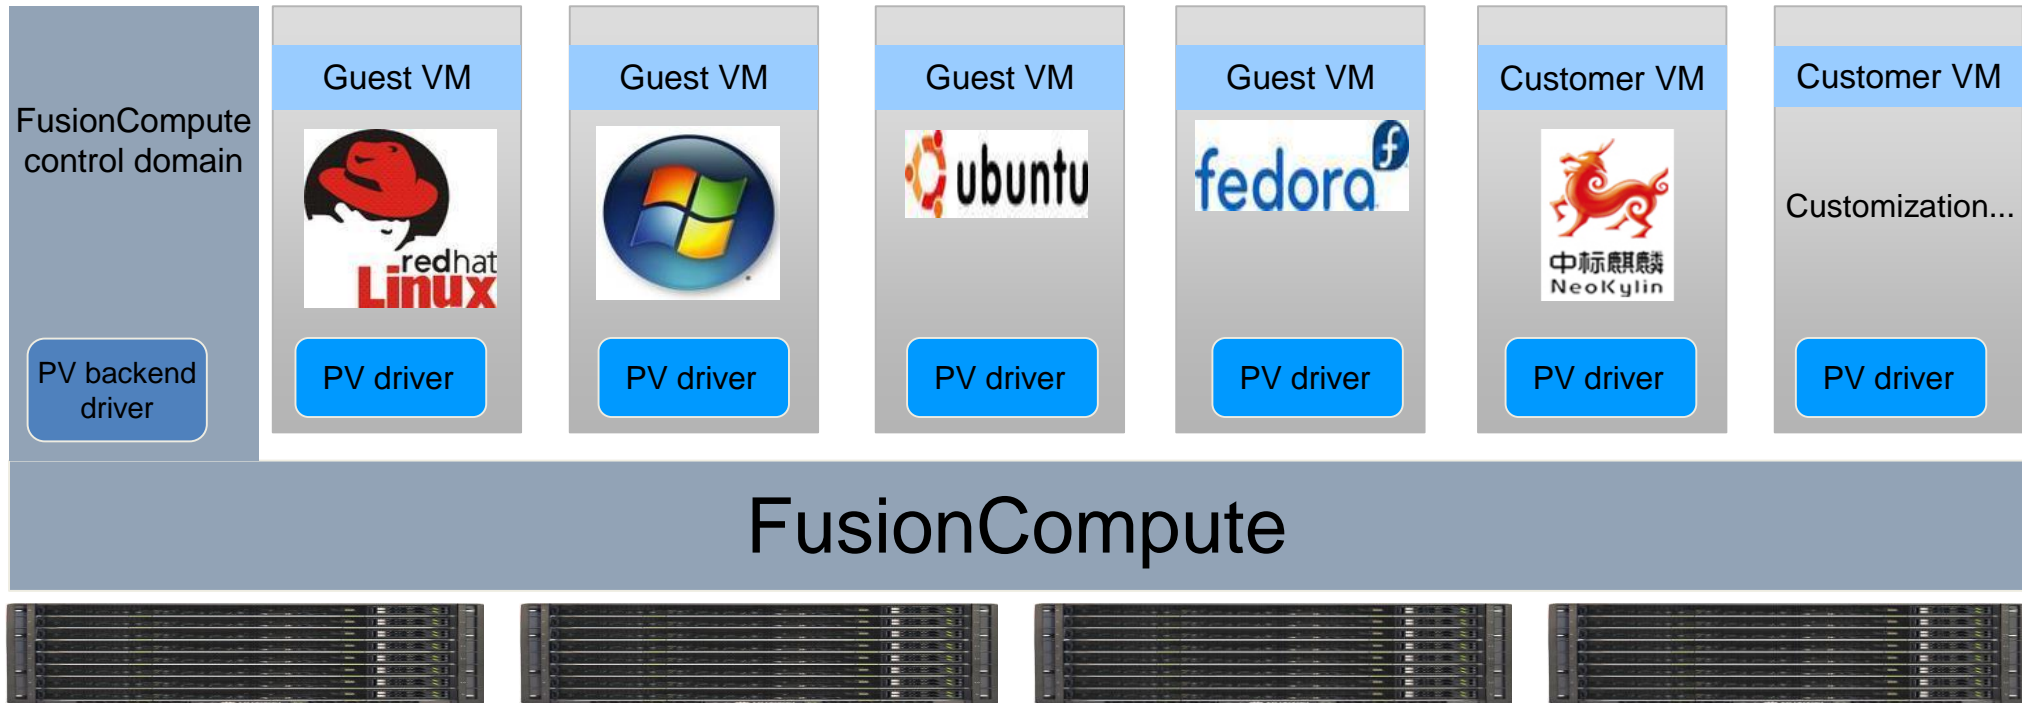 FusionCompute
control domain
PV backend
driver
Guest VM
redhat
Linux
PV driver
Guest VM
PV driver
Guest VM
ubuntu
PV driver
Guest VM
fedora
PV driver
Customer VM
中标麒麟
NeoKylin
PV driver
Customer VM
Customization...
PV driver
FusionCompute